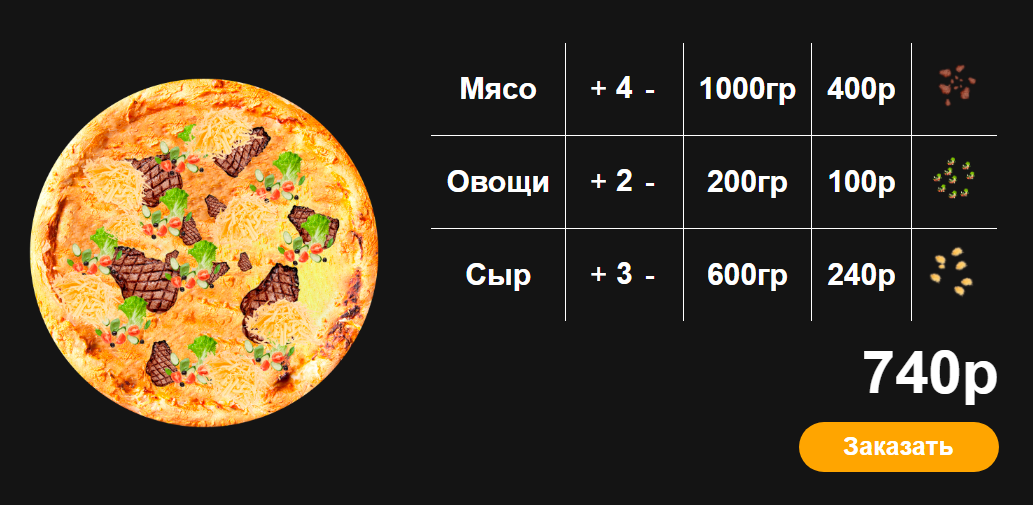 Мясо + 4 - 1000гр 400р
Овощи + 2 - 200гр 100р
Сыр + 3 - 600гр 240р
740р
Заказать